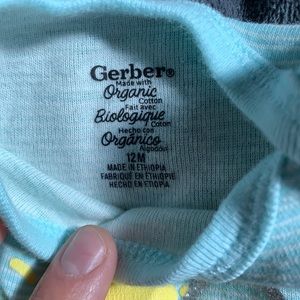 Gerber®
Made with
Organic
Cotton
Fait avec
Biologique
Coton
Hecho con
Orgánico
Algodón
12M
MADE IN ETHIOPIA
FABRIQUÉ EN ÉTHIOPIE
HECHO EN ETIOPIA